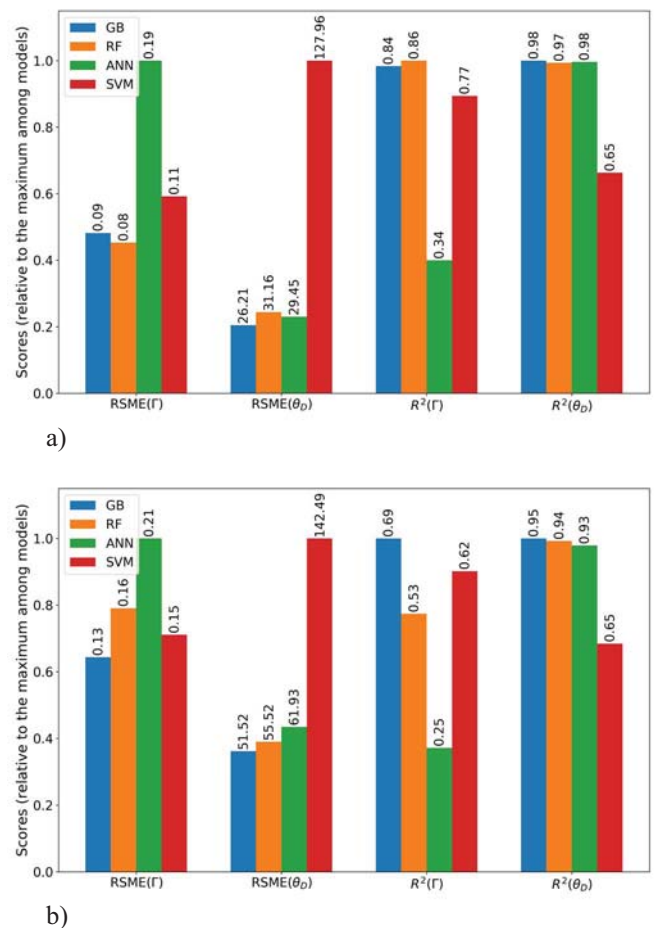 Scores (relative to the maximum among models)
1.0
0.8
0.6
0.4
0.2
0.0
GB
RF
ANN
SVM
0.09
0.08
0.19
0.11
26.21
31.16
29.45
127.96
0.84
0.86
0.34
0.77
0.98
0.97
0.98
0.65
RSME(Γ)
RSME(θ_D)
R²(Γ)
R²(θ_D)
a)
Scores (relative to the maximum among models)
1.0
0.8
0.6
0.4
0.2
0.0
GB
RF
ANN
SVM
0.13
0.16
0.21
0.15
51.52
55.52
61.93
142.49
0.69
0.53
0.25
0.62
0.95
0.94
0.93
0.65
RSME(Γ)
RSME(θ_D)
R²(Γ)
R²(θ_D)
b)